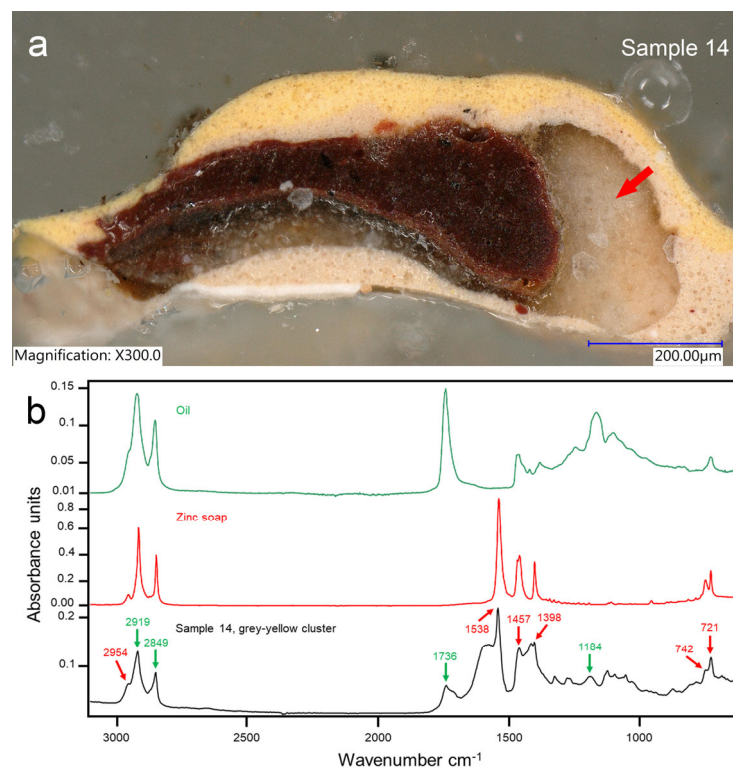 a
Sample 14
Magnification: X300.0
200.00μm
b
0.15
Oil
0.1
0.05
0.01
0.8
Zinc soap
0.6
0.4
0.2
0.00
0.2
Sample 14, grey-yellow cluster
2954
2919
2849
1736
1538
1457
1398
1184
742
721
0.1
Absorbance units
3000
2500
2000
1500
1000
Wavenumber cm-1